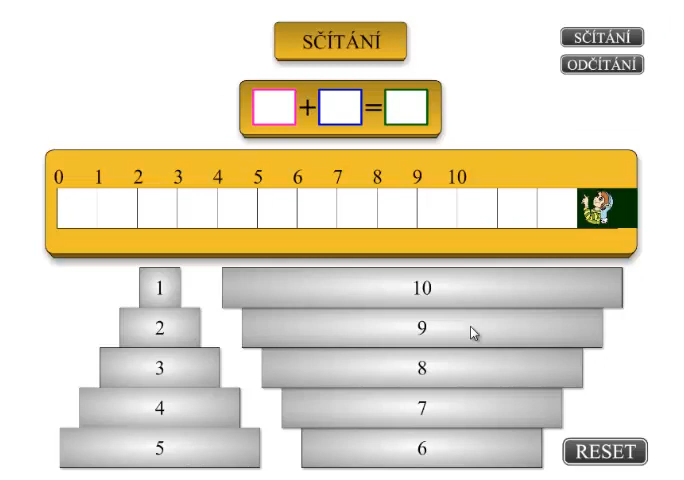 SČÍTÁNÍ
SČÍTÁNÍ
ODČÍTÁNÍ
+ =
0 1 2 3 4 5 6 7 8 9 10
1 10
2 9
3 8
4 7
5 6
RESET